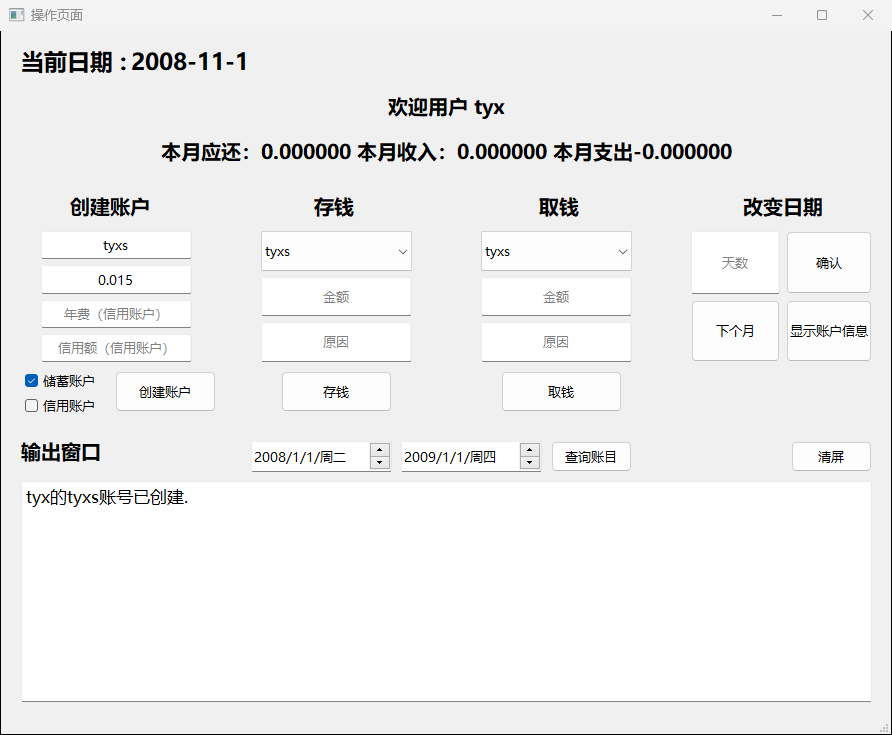 操作页面
当前日期 : 2008-11-1
欢迎用户 tyx
本月应还：0.000000 本月收入：0.000000 本月支出-0.000000
创建账户
tyxs
0.015
年费（信用账户）
信用额（信用账户）
储蓄账户
信用账户
创建账户
存钱
tyxs
金额
原因
存钱
取钱
tyxs
金额
原因
取钱
改变日期
天数
确认
下个月
显示账户信息
输出窗口
2008/1/1/周二
2009/1/1/周四
查询账目
清屏
tyx的tyxs账号已创建.